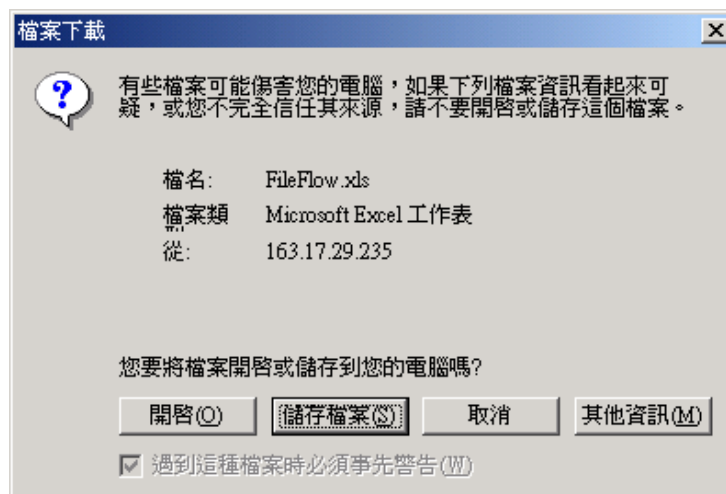 檔案下載
有些檔案可能傷害您的電腦，如果下列檔案資訊看起來可
疑，或您不完全信任其來源，請不要開啓或儲存這個檔案。
檔名: FileFlow.xls
檔案類 Microsoft Excel 工作表
從: 163.17.29.235
您要將檔案開啓或儲存到您的電腦嗎?
開啓(O) 儲存檔案(S) 取消 其他資訊(M)
遇到這種檔案時必須事先警告(W)